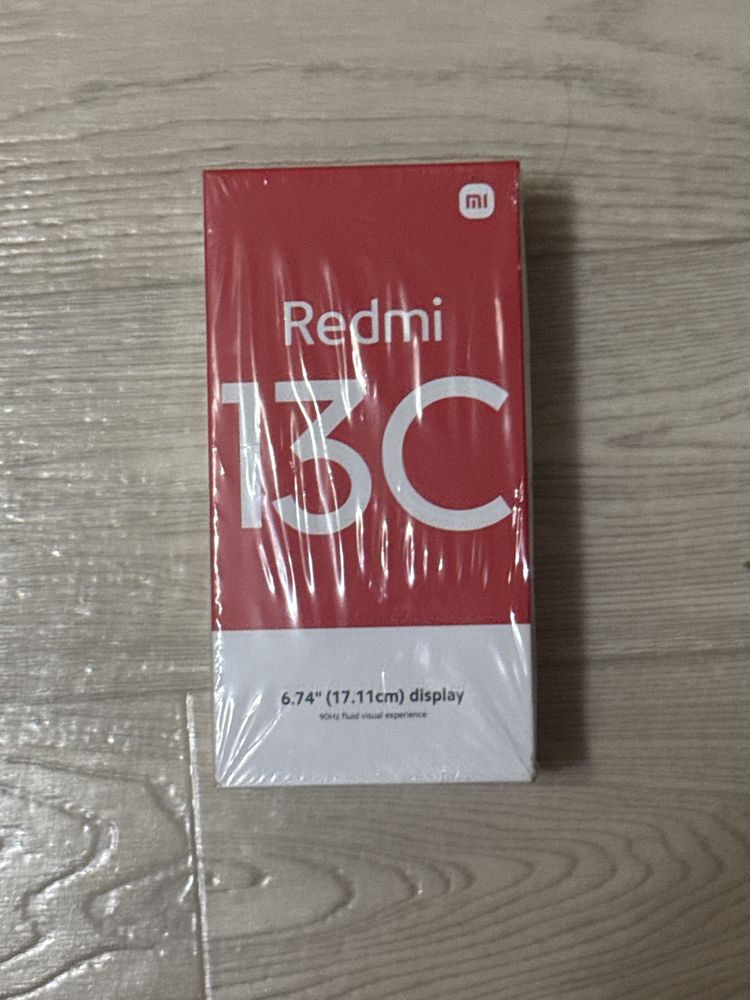 mi
Redmi
13C
6.74" (17.11cm) display
90Hz fluid visual experience